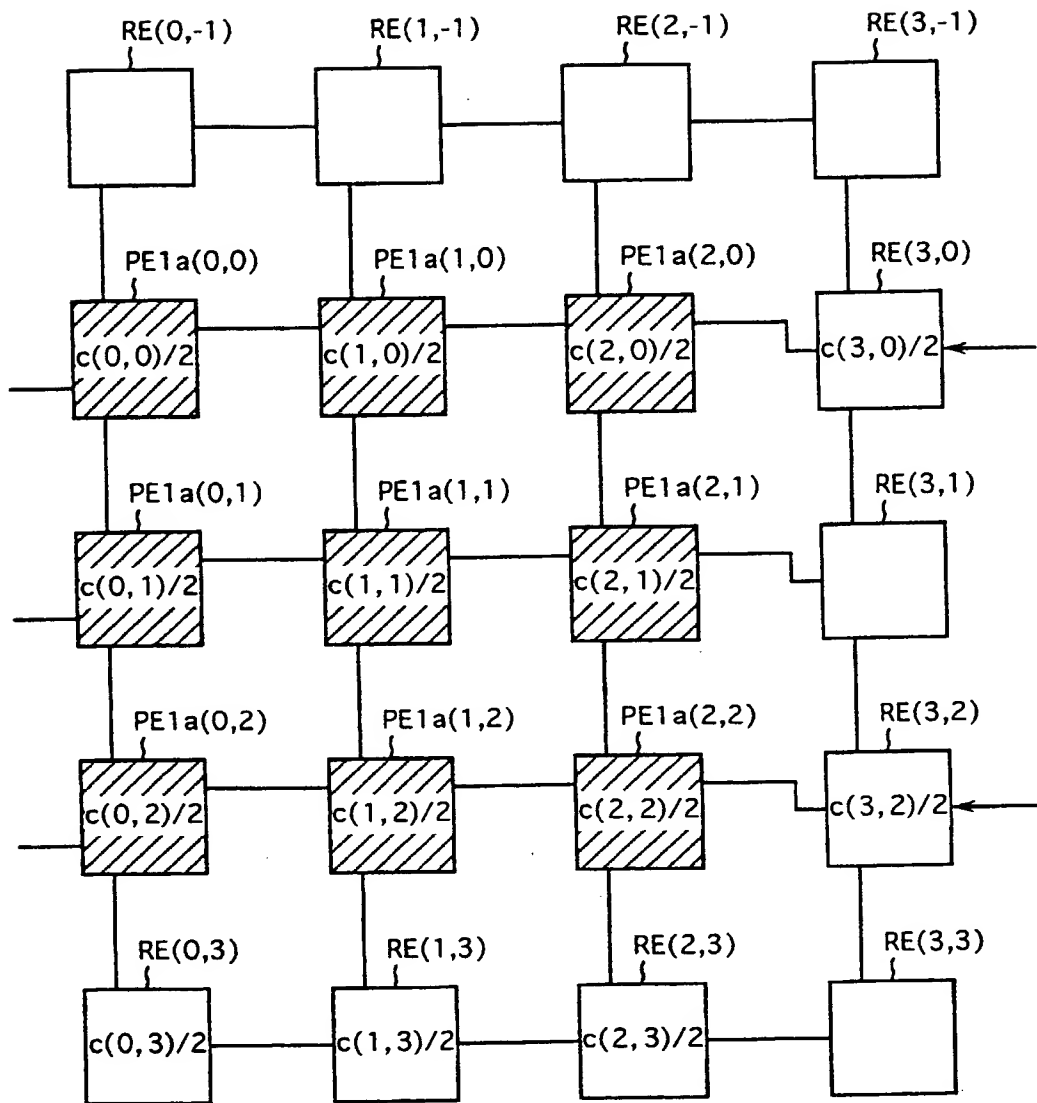 RE(0,-1) RE(1,-1) RE(2,-1) RE(3,-1)
PE1a(0,0) PE1a(1,0) PE1a(2,0) RE(3,0)
c(0,0)/2 c(1,0)/2 c(2,0)/2 c(3,0)/2
PE1a(0,1) PE1a(1,1) PE1a(2,1) RE(3,1)
c(0,1)/2 c(1,1)/2 c(2,1)/2
PE1a(0,2) PE1a(1,2) PE1a(2,2) RE(3,2)
c(0,2)/2 c(1,2)/2 c(2,2)/2 c(3,2)/2
RE(0,3) RE(1,3) RE(2,3) RE(3,3)
c(0,3)/2 c(1,3)/2 c(2,3)/2